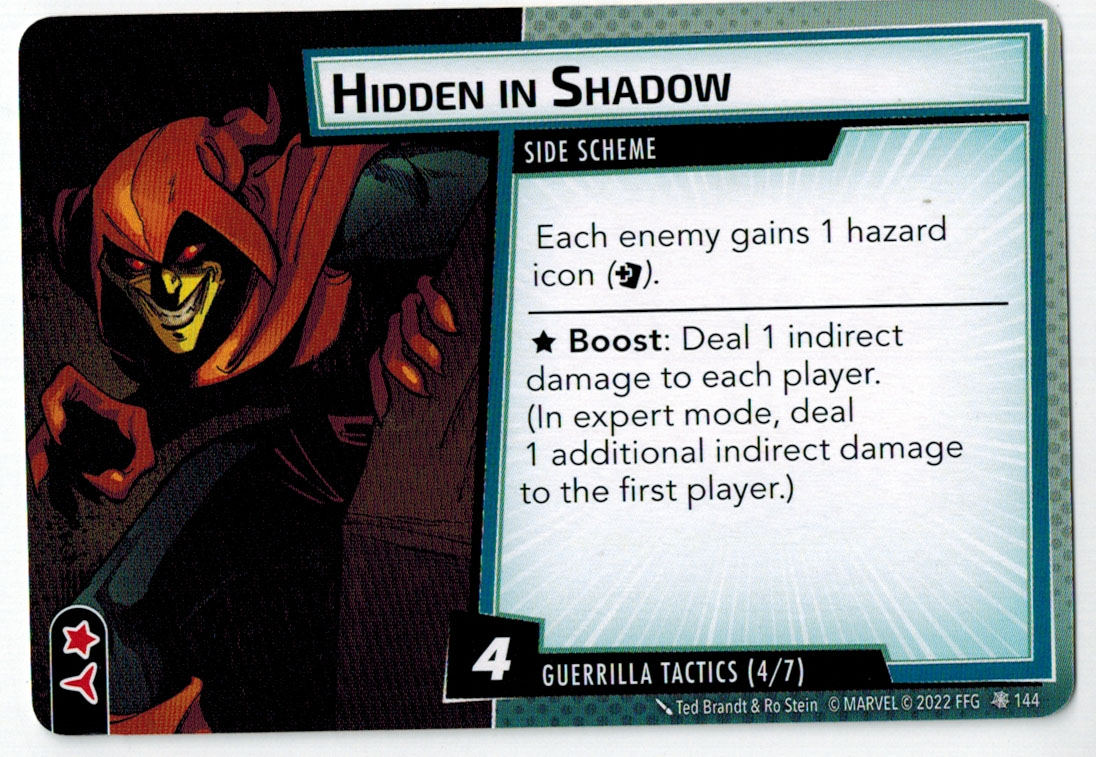 HIDDEN IN SHADOW
SIDE SCHEME
Each enemy gains 1 hazard
icon ( ).
★ Boost: Deal 1 indirect
damage to each player.
(In expert mode, deal
1 additional indirect damage
to the first player.)
4
GUERRILLA TACTICS (4/7)
Ted Brandt & Ro Stein © MARVEL © 2022 FFG 144